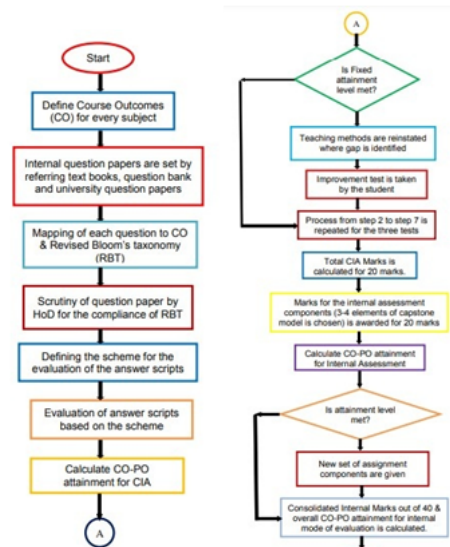 Start
Define Course Outcomes
(CO) for every subject
Internal question papers are set by
referring text books, question bank
and university question papers
Mapping of each question to CO
& Revised Bloom's taxonomy
(RBT)
Scrutiny of question paper by
HoD for the compliance of RBT
Defining the scheme for the
evaluation of the answer scripts
Evaluation of answer scripts
based on the scheme
Calculate CO-PO
attainment for CIA
A
A
Is Fixed
attainment
level met?
Teaching methods are reinstated
where gap is identified
Improvement test is taken
by the student
Process from step 2 to step 7 is
repeated for the three tests
Total CIA Marks is
calculated for 20 marks.
Marks for the internal assessment
components (3-4 elements of capstone
model is chosen) is awarded for 20 marks
Calculate CO-PO attainment
for Internal Assessment
Is attainment level
met?
New set of assignment
components are given
Consolidated Internal Marks out of 40 &
overall CO-PO attainment for internal
mode of evaluation is calculated.